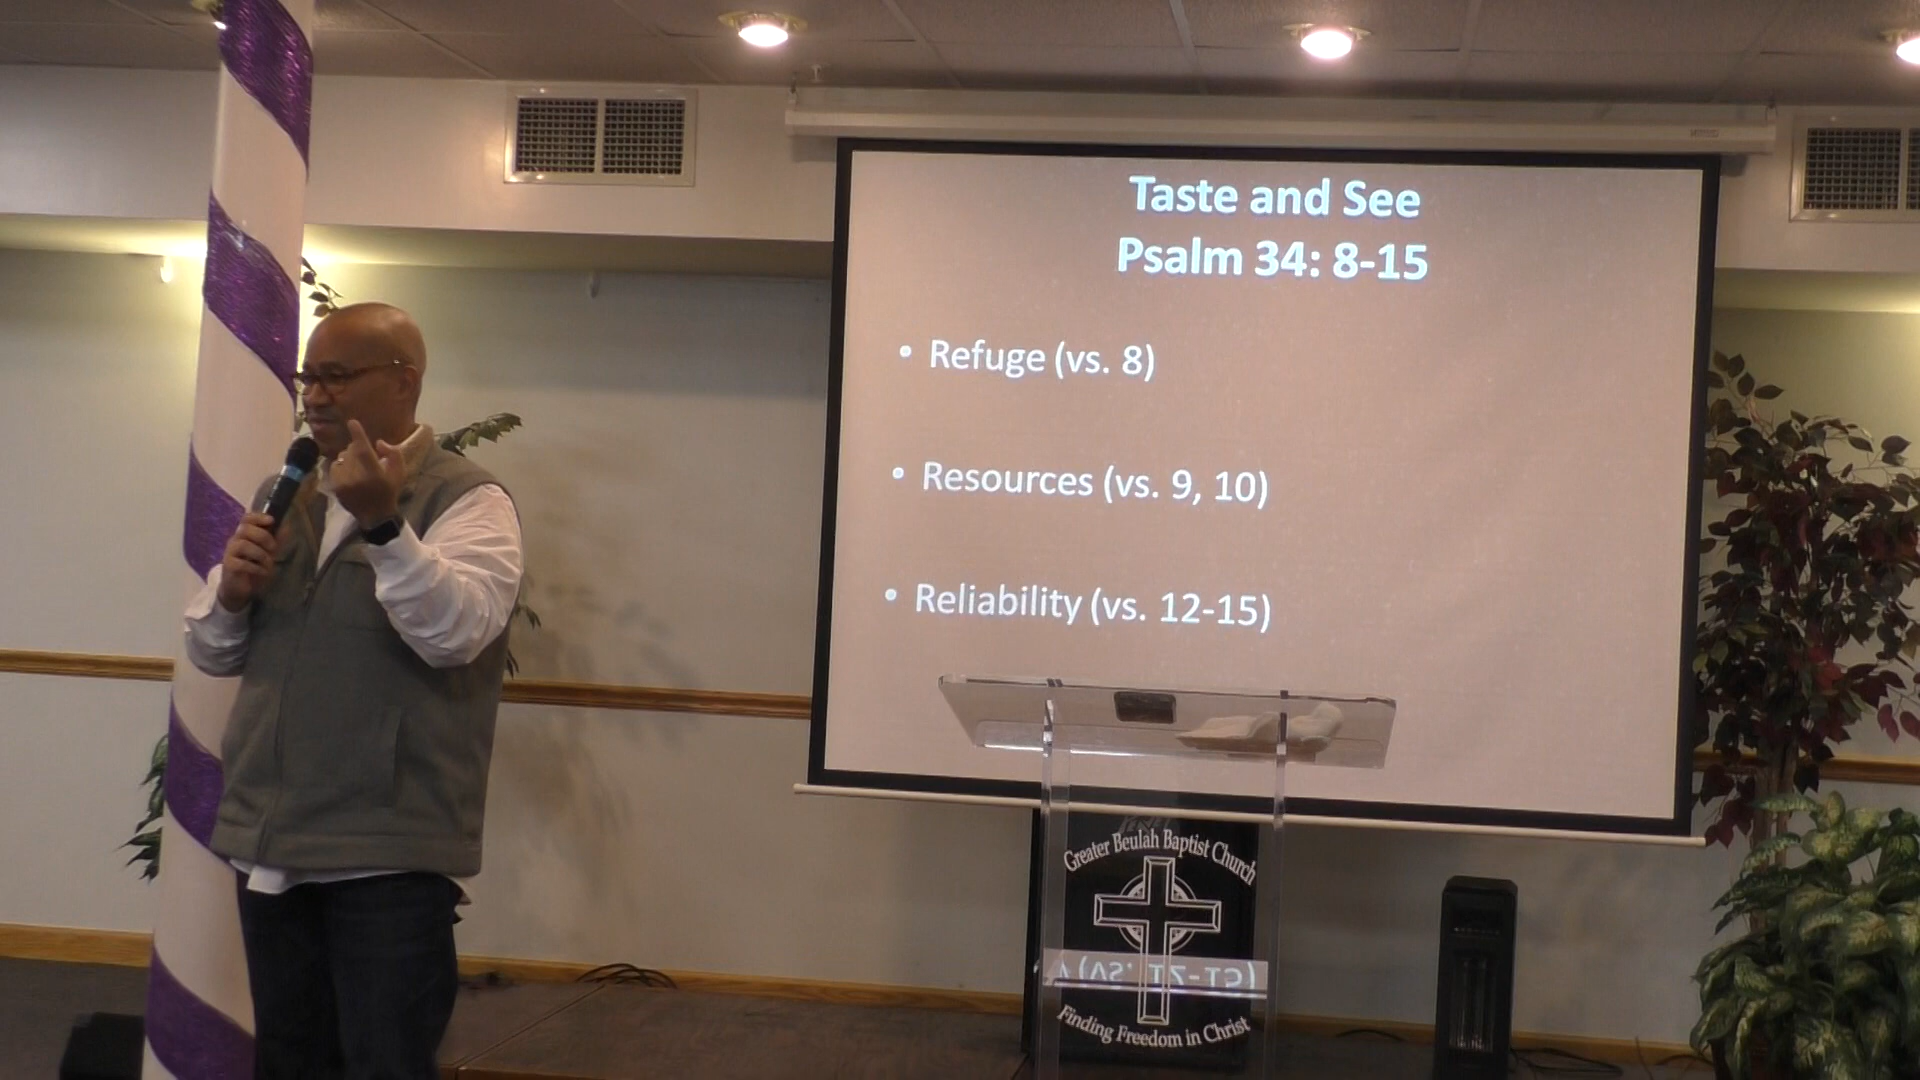 Taste and See
Psalm 34: 8-15
• Refuge (vs. 8)
• Resources (vs. 9, 10)
• Reliability (vs. 12-15)
Greater Beulah Baptist Church
Finding Freedom in Christ